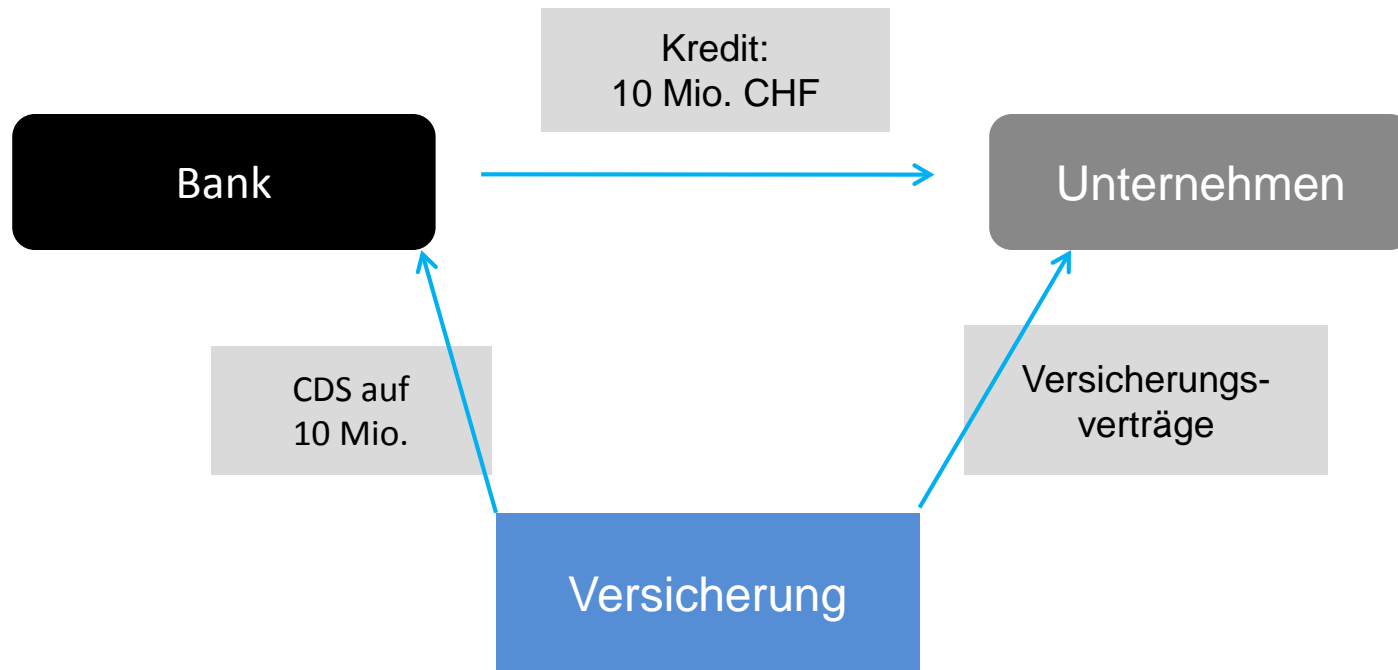 Kredit:
10 Mio. CHF
Bank
Unternehmen
CDS auf
10 Mio.
Versicherungs-
verträge
Versicherung